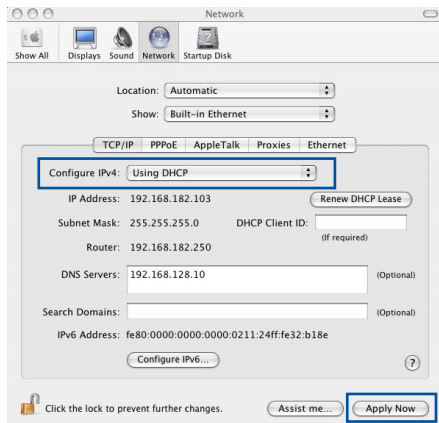 Network
Show All Displays Sound Network Startup Disk
Location: Automatic
Show: Built-in Ethernet
TCP/IP PPPoE AppleTalk Proxies Ethernet
Configure IPv4: Using DHCP
IP Address: 192.168.182.103 Renew DHCP Lease
Subnet Mask: 255.255.255.0 DHCP Client ID:
(If required)
Router: 192.168.182.250
DNS Servers: 192.168.128.10 (Optional)
Search Domains: (Optional)
IPv6 Address: fe80:0000:0000:0000:0211:24ff:fe32:b18e
Configure IPv6... ?
Click the lock to prevent further changes. Assist me... Apply Now